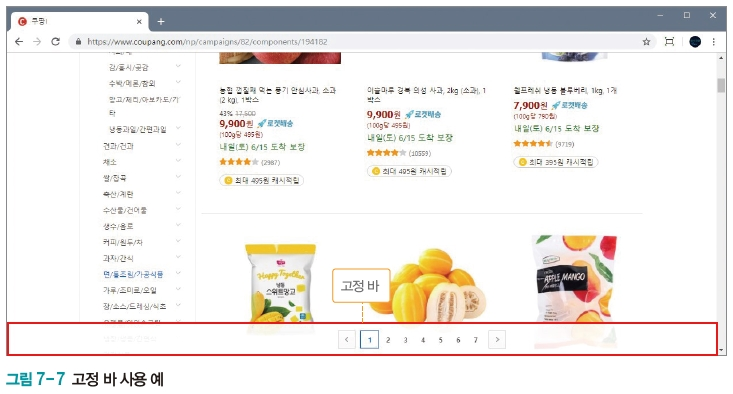 쿠팡!
https://www.coupang.com/np/campaigns/82/components/194182
감/홍시/곶감
수박/메론/참외
망고/체리/아보카도/기타
냉동과일/간편과일
견과/건과
채소
쌀/잡곡
축산/계란
수산물/건어물
생수/음료
커피/원두/차
과자/간식
면/통조림/가공식품
가루/조미료/오일
장/소스/드레싱/식초
농협 껍질째 먹는 풍기 안심사과, 소과
(2 kg), 1박스
43% 17,500
9,900원 로켓배송
(100g당 495원)
내일(토) 6/15 도착 보장
(2987)
최대 495원 캐시적립
이슬마루 경북 의성 사과, 2kg (소과), 1
박스
9,900원 로켓배송
(100g당 495원)
내일(토) 6/15 도착 보장
(10559)
최대 495원 캐시적립
웰프레쉬 냉동 블루베리, 1kg, 1개
7,900원 로켓배송
(100g당 790원)
내일(토) 6/15 도착 보장
(9719)
최대 395원 캐시적립
Happy Together
냉동
스위트망고
APPLE MANGO
고정 바
< 1 2 3 4 5 6 7 >
그림 7-7 고정 바 사용 예